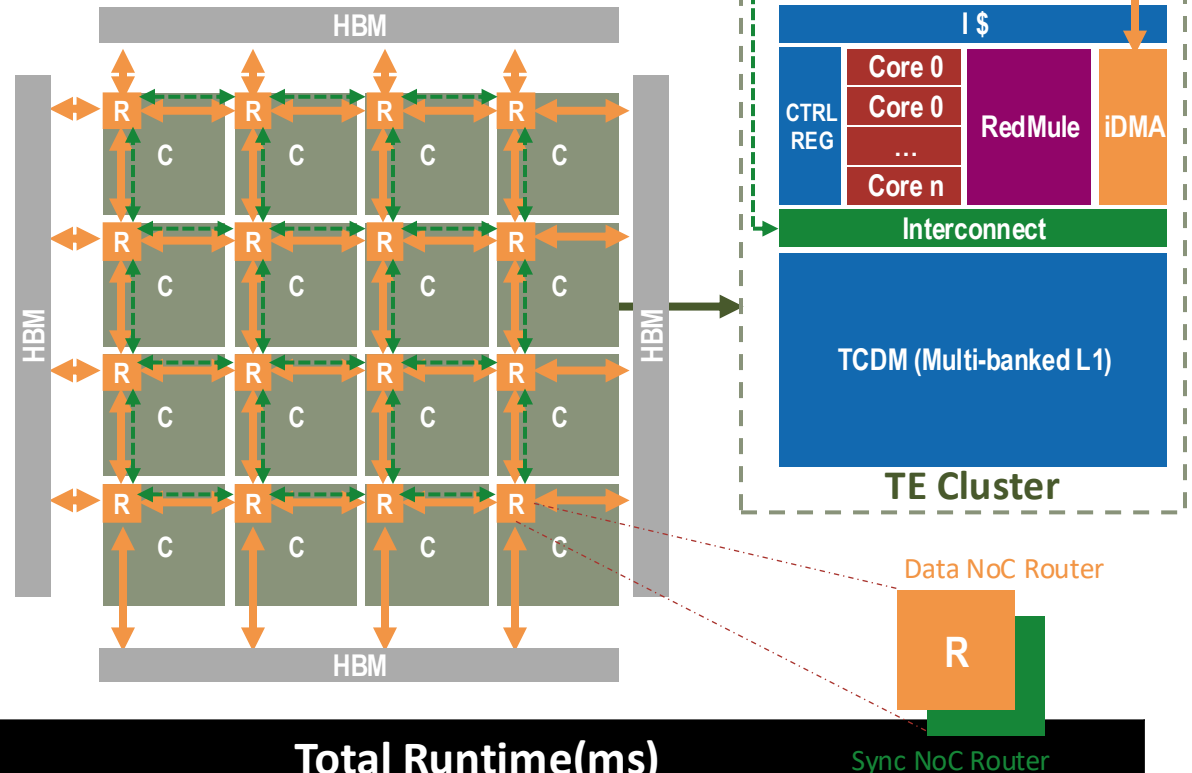 HBM
HBM
HBM
HBM
R
R
R
R
C
C
C
C
R
R
R
R
C
C
C
C
R
R
R
R
C
C
C
C
R
R
R
R
C
C
C
C
I $
CTRL
REG
Core 0
Core 0
...
Core n
RedMule
iDMA
Interconnect
TCDM (Multi-banked L1)
TE Cluster
Data NoC Router
R
Sync NoC Router
Total Runtime(ms)